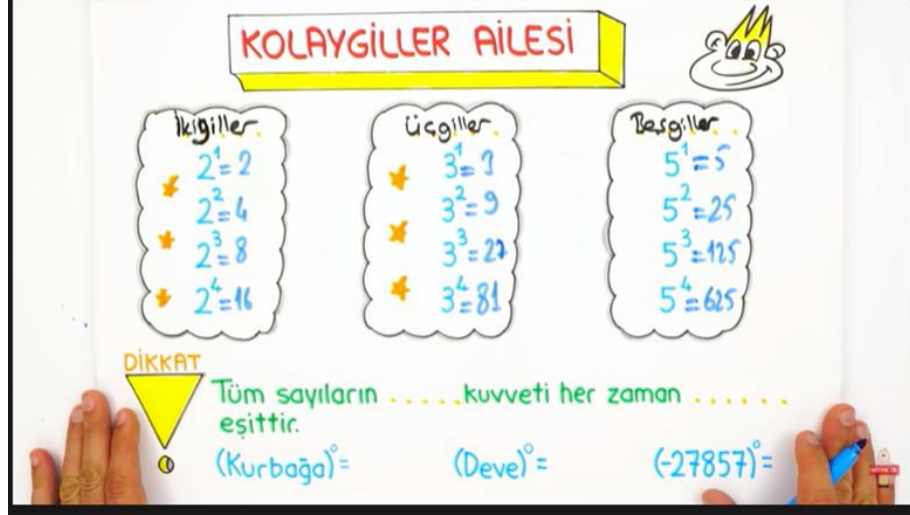 KOLAYGİLLER AİLESİ
İkigiller..
2¹=2
2²=4
2³=8
2⁴=16
Üçgiller..
3¹=3
3²=9
3³=27
3⁴=81
Beşgiller...
5¹=5
5²=25
5³=125
5⁴=625
DİKKAT
Tüm sayıların .....kuvveti her zaman ......
eşittir.
(Kurbağa)⁰=
(Deve)⁰=
(-27857)⁰=